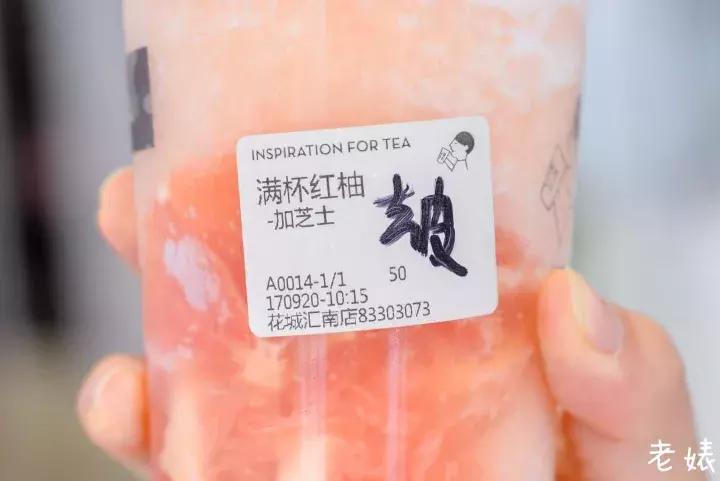 INSPIRATION FOR TEA
满杯红柚
-加芝士
A0014-1/1 50
170920-10:15
花城汇南店83303073
老婊